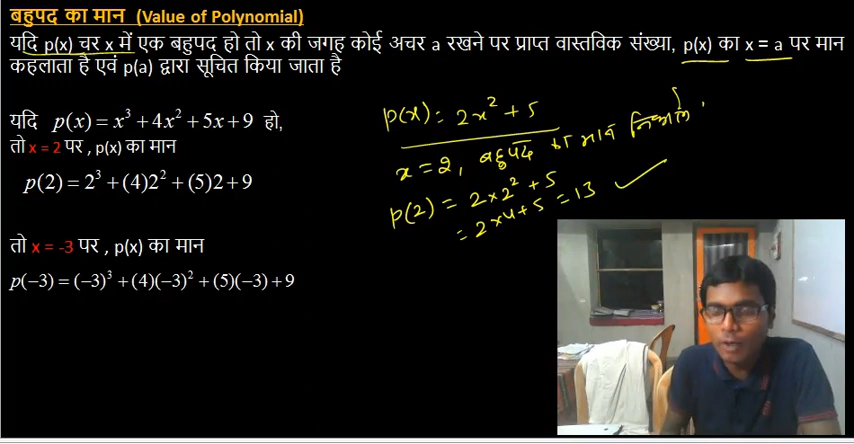 बहुपद का मान (Value of Polynomial)
यदि p(x) चर x में एक बहुपद हो तो x की जगह कोई अचर a रखने पर प्राप्त वास्तविक संख्या, p(x) का x = a पर मान
कहलाता है एवं p(a) द्वारा सूचित किया जाता है
यदि p(x) = x³ + 4x² + 5x + 9 हो,
तो x = 2 पर , p(x) का मान
p(2) = 2³ + (4)2² + (5)2 + 9
तो x = -3 पर , p(x) का मान
p(−3) = (−3)³ + (4)(−3)² + (5)(−3) + 9
p(x) = 2x² + 5
x = 2, बहुपद का मान निकालें
p(2) = 2 × 2² + 5
= 2 × 4 + 5 = 13